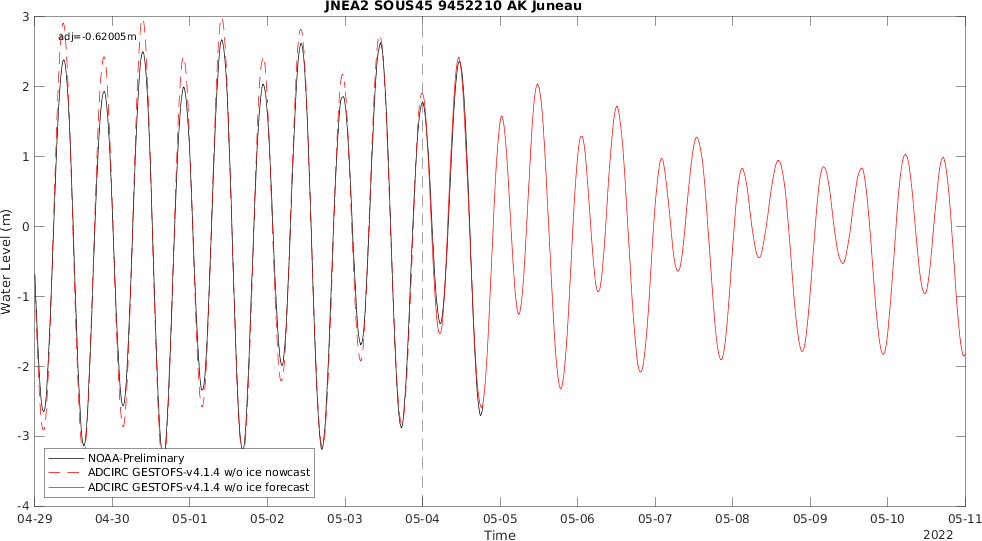 JNEA2 SOUS45 9452210 AK Juneau
adj=-0.62005m
3
2
1
0
-1
-2
-3
-4
Water Level (m)
NOAA-Preliminary
ADCIRC GESTOFS-v4.1.4 w/o ice nowcast
ADCIRC GESTOFS-v4.1.4 w/o ice forecast
04-29 04-30 05-01 05-02 05-03 05-04 05-05 05-06 05-07 05-08 05-09 05-10 05-11
Time
2022